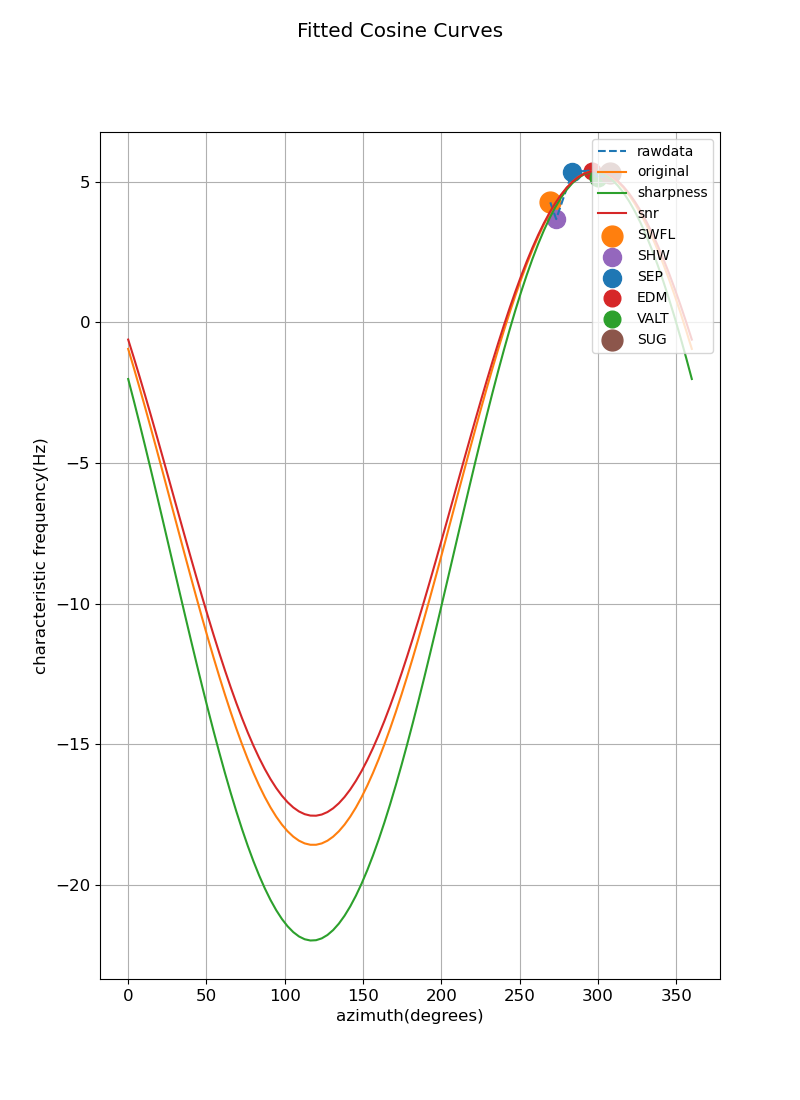 Fitted Cosine Curves
rawdata
original
sharpness
snr
SWFL
SHW
SEP
EDM
VALT
SUG
5
0
−5
−10
−15
−20
characteristic frequency(Hz)
0 50 100 150 200 250 300 350
azimuth(degrees)